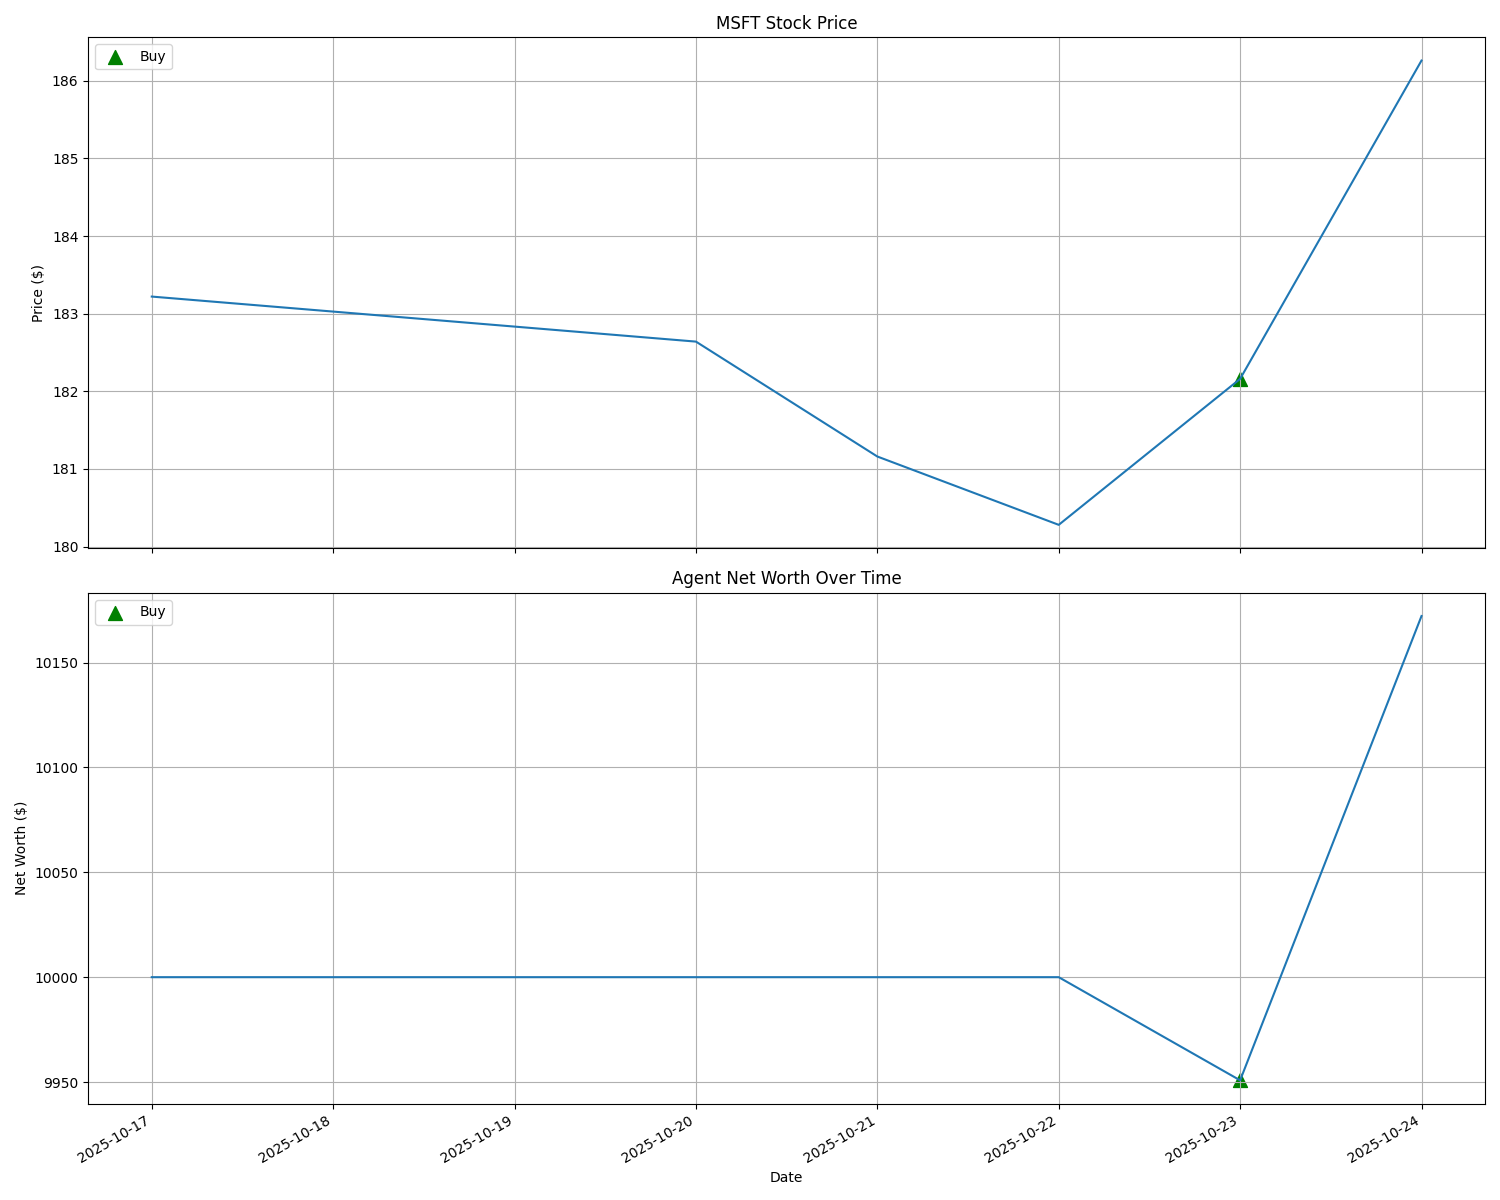 MSFT Stock Price
Buy
186
185
184
183
182
181
180
Price ($)
Agent Net Worth Over Time
Buy
10150
10100
10050
10000
9950
Net Worth ($)
2025-10-17
2025-10-18
2025-10-19
2025-10-20
2025-10-21
2025-10-22
2025-10-23
2025-10-24
Date